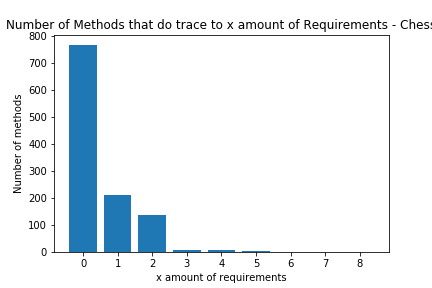 Number of Methods that do trace to x amount of Requirements - Chess
800
700
600
500
400
300
200
100
0
Number of methods
0 1 2 3 4 5 6 7 8
x amount of requirements